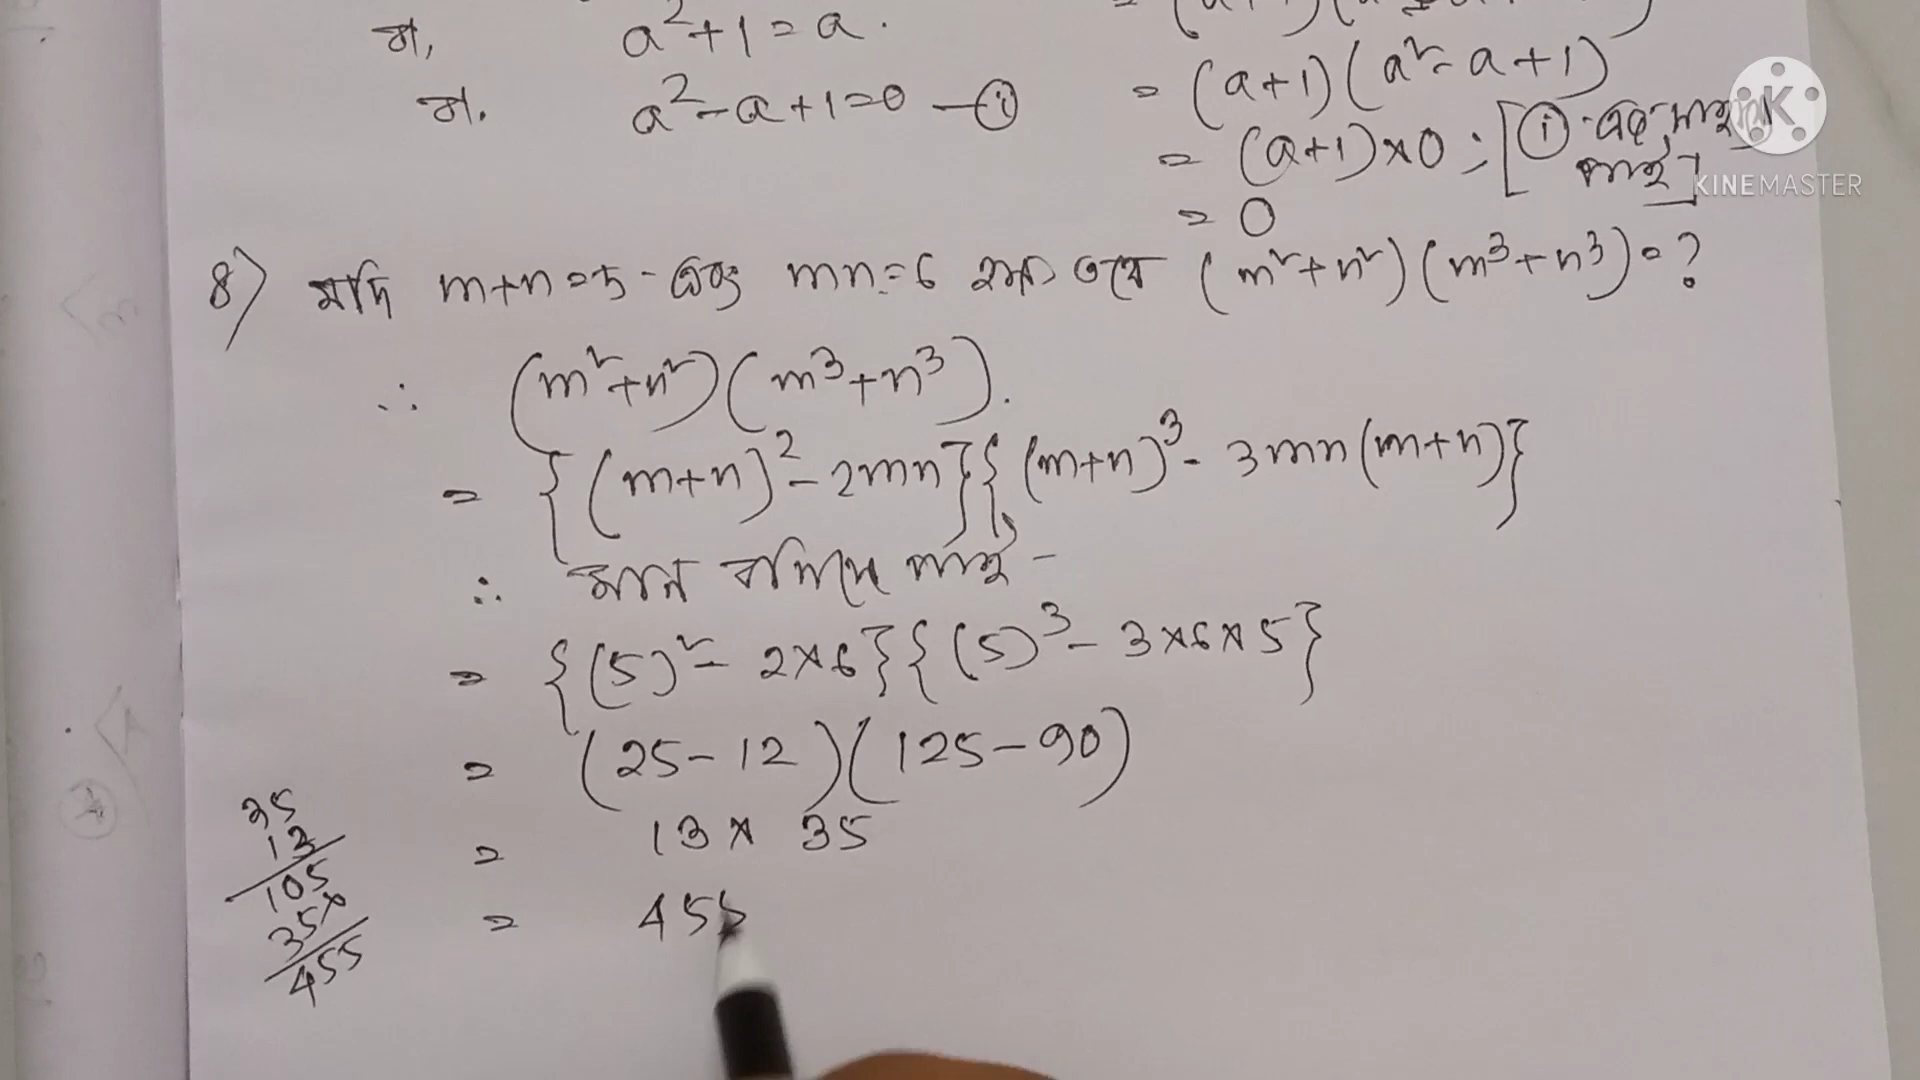 বা, a²+1=a.
বা. a²-a+1=0 —(i)
= (a+1)(a²-a+1)
= (a+1)×0 ; [(i) এর মান পাই]
= 0
8) যদি m+n=5 এবং mn=6 হয় তবে (m²+n²)(m³+n³)=?
∴ (m²+n²)(m³+n³).
= {(m+n)²-2mn}{(m+n)³-3mn(m+n)}
∴ মান বসিয়ে পাই-
= {(5)²-2×6}{(5)³-3×6×5}
= (25-12)(125-90)
= 13×35
= 455
35
13
105
35×
455
K
KINEMASTER